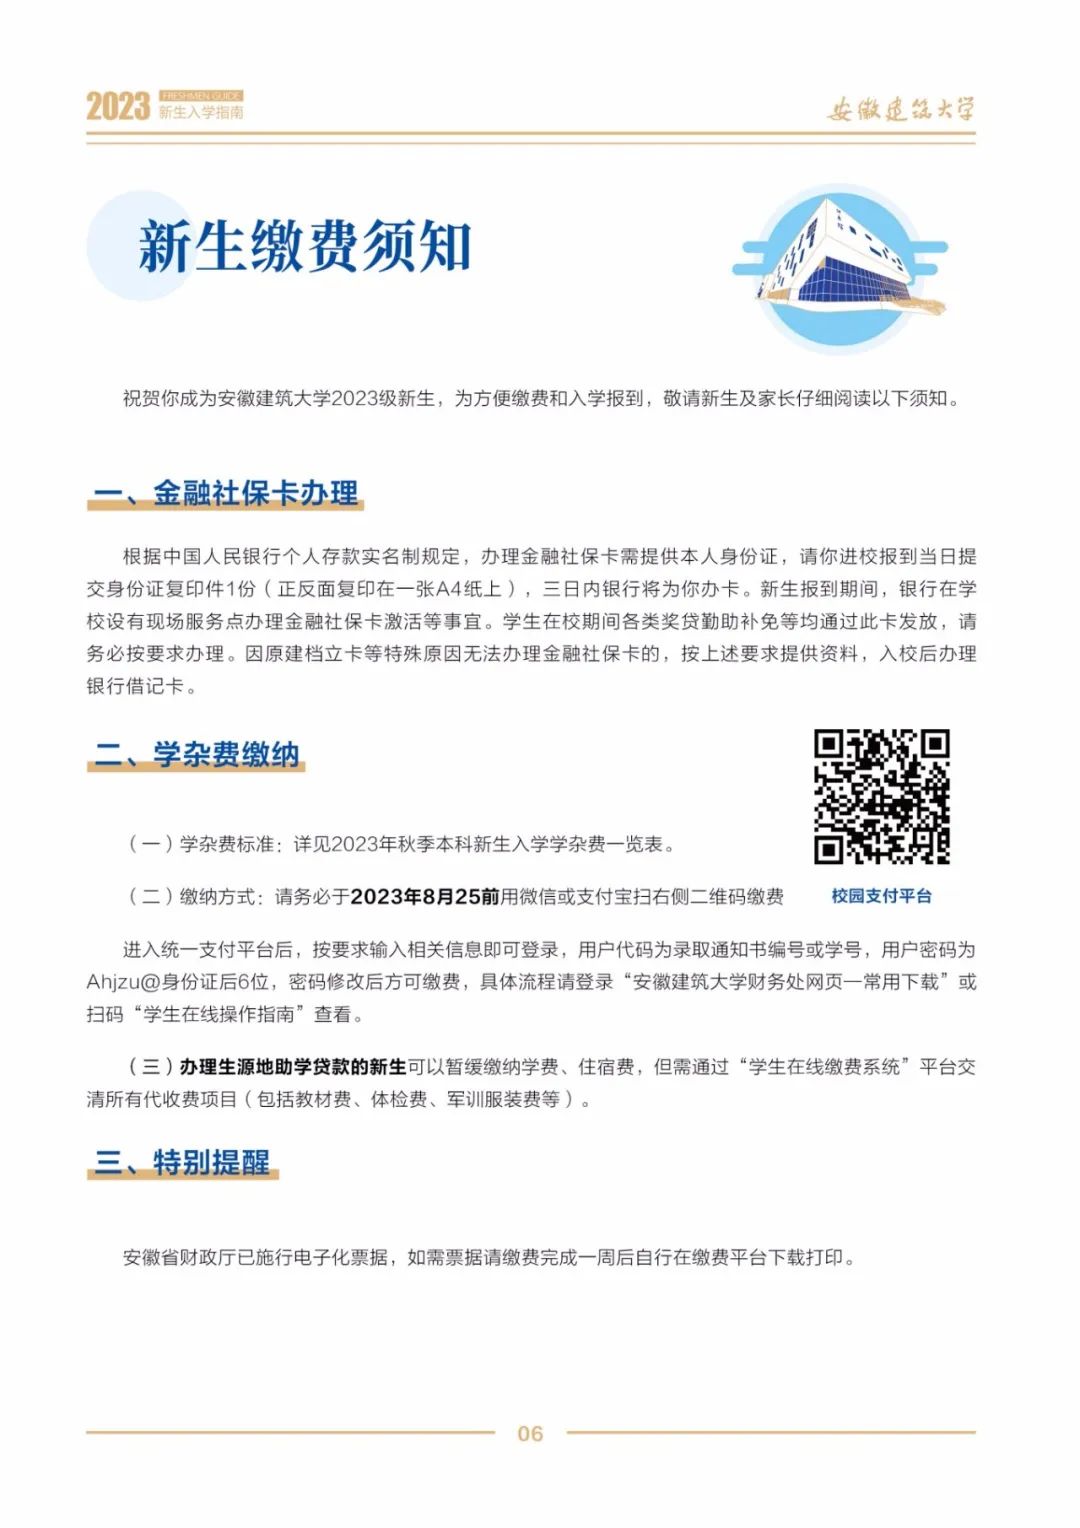 2023 FRESHMEN GUIDE
新生入学指南
安徽建筑大学
新生缴费须知
祝贺你成为安徽建筑大学2023级新生，为方便缴费和入学报到，敬请新生及家长仔细阅读以下须知。
一、金融社保卡办理
根据中国人民银行个人存款实名制规定，办理金融社保卡需提供本人身份证，请你进校报到当日提
交身份证复印件1份（正反面复印在一张A4纸上），三日内银行将为你办卡。新生报到期间，银行在学
校设有现场服务点办理金融社保卡激活等事宜。学生在校期间各类奖贷勤助补免等均通过此卡发放，请
务必按要求办理。因原建档立卡等特殊原因无法办理金融社保卡的，按上述要求提供资料，入校后办理
银行借记卡。
二、学杂费缴纳
（一）学杂费标准：详见2023年秋季本科新生入学学杂费一览表。
（二）缴纳方式：请务必于2023年8月25前用微信或支付宝扫右侧二维码缴费
校园支付平台
进入统一支付平台后，按要求输入相关信息即可登录，用户代码为录取通知书编号或学号，用户密码为
Ahjzu@身份证后6位，密码修改后方可缴费，具体流程请登录“安徽建筑大学财务处网页—常用下载”或
扫码“学生在线操作指南”查看。
（三）办理生源地助学贷款的新生可以暂缓缴纳学费、住宿费，但需通过“学生在线缴费系统”平台交
清所有代收费项目（包括教材费、体检费、军训服装费等）。
三、特别提醒
安徽省财政厅已施行电子化票据，如需票据请缴费完成一周后自行在缴费平台下载打印。
06